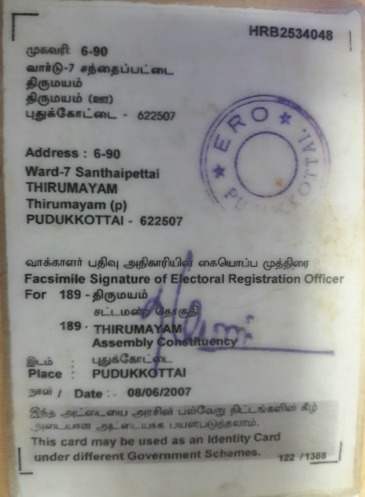 HRB2534048
முகவரி: 6-90
வார்டு-7 சந்தைப்பட்டை
திருமயம்
திருமயம் (ஊ)
புதுக்கோட்டை - 622507
ERO
PUDUKKOTTAI.
Address : 6-90
Ward-7 Santhaipettai
THIRUMAYAM
Thirumayam (p)
PUDUKKOTTAI - 622507
வாக்காளர் பதிவு அதிகாரியின் கையொப்ப முத்திரை
Facsimile Signature of Electoral Registration Officer
For 189 - திருமயம்
சட்டமன்ற தொகுதி
189 - THIRUMAYAM
Assembly Constituency
இடம் : புதுக்கோட்டை
Place : PUDUKKOTTAI
நாள் / Date : 08/06/2007
இந்த அட்டையை அரசின் பல்வேறு திட்டங்களின் கீழ்
அடையாள அட்டையாக பயன்படுத்தலாம்.
This card may be used as an Identity Card
under different Government Schemes. 122 /1388